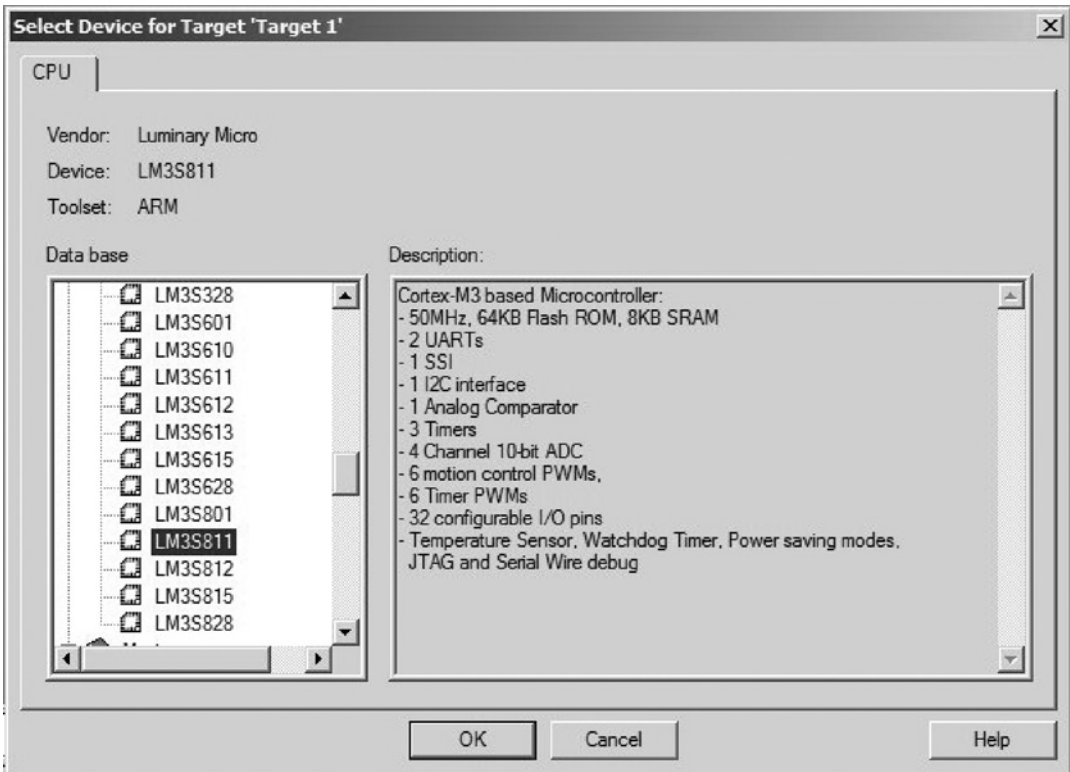 Select Device for Target 'Target 1'
CPU
Vendor: Luminary Micro
Device: LM3S811
Toolset: ARM
Data base
LM3S328
LM3S601
LM3S610
LM3S611
LM3S612
LM3S613
LM3S615
LM3S628
LM3S801
LM3S811
LM3S812
LM3S815
LM3S828
Description:
Cortex-M3 based Microcontroller:
- 50MHz, 64KB Flash ROM, 8KB SRAM
- 2 UARTs
- 1 SSI
- 1 I2C interface
- 1 Analog Comparator
- 3 Timers
- 4 Channel 10-bit ADC
- 6 motion control PWMs,
- 6 Timer PWMs
- 32 configurable I/O pins
- Temperature Sensor, Watchdog Timer, Power saving modes,
JTAG and Serial Wire debug
OK Cancel Help